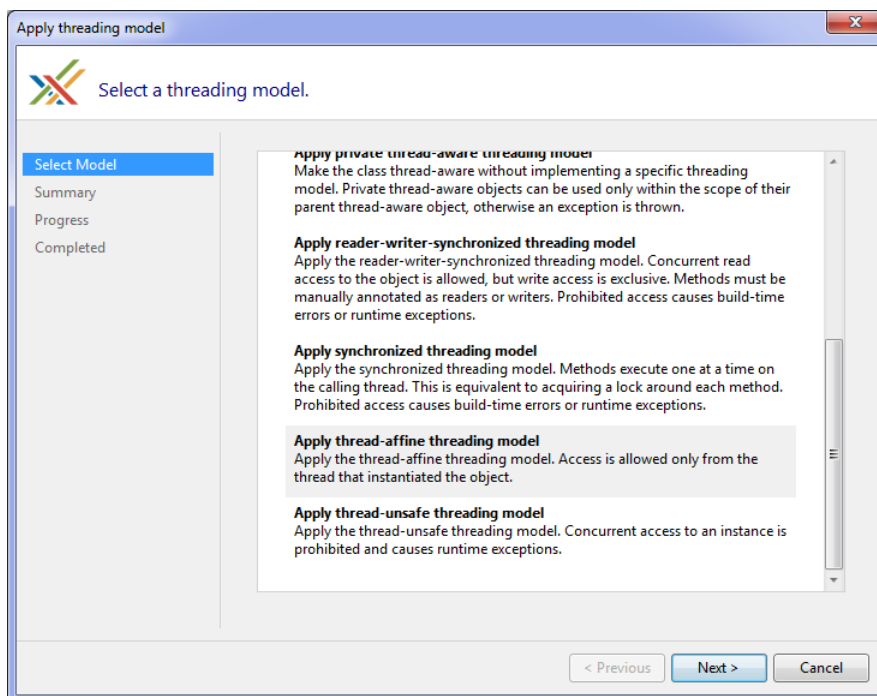 Apply threading model
Select a threading model.
Select Model
Summary
Progress
Completed
Apply private thread-aware threading model
Make the class thread-aware without implementing a specific threading
model. Private thread-aware objects can be used only within the scope of their
parent thread-aware object, otherwise an exception is thrown.
Apply reader-writer-synchronized threading model
Apply the reader-writer-synchronized threading model. Concurrent read
access to the object is allowed, but write access is exclusive. Methods must be
manually annotated as readers or writers. Prohibited access causes build-time
errors or runtime exceptions.
Apply synchronized threading model
Apply the synchronized threading model. Methods execute one at a time on
the calling thread. This is equivalent to acquiring a lock around each method.
Prohibited access causes build-time errors or runtime exceptions.
Apply thread-affine threading model
Apply the thread-affine threading model. Access is allowed only from the
thread that instantiated the object.
Apply thread-unsafe threading model
Apply the thread-unsafe threading model. Concurrent access to an instance is
prohibited and causes runtime exceptions.
< Previous
Next >
Cancel